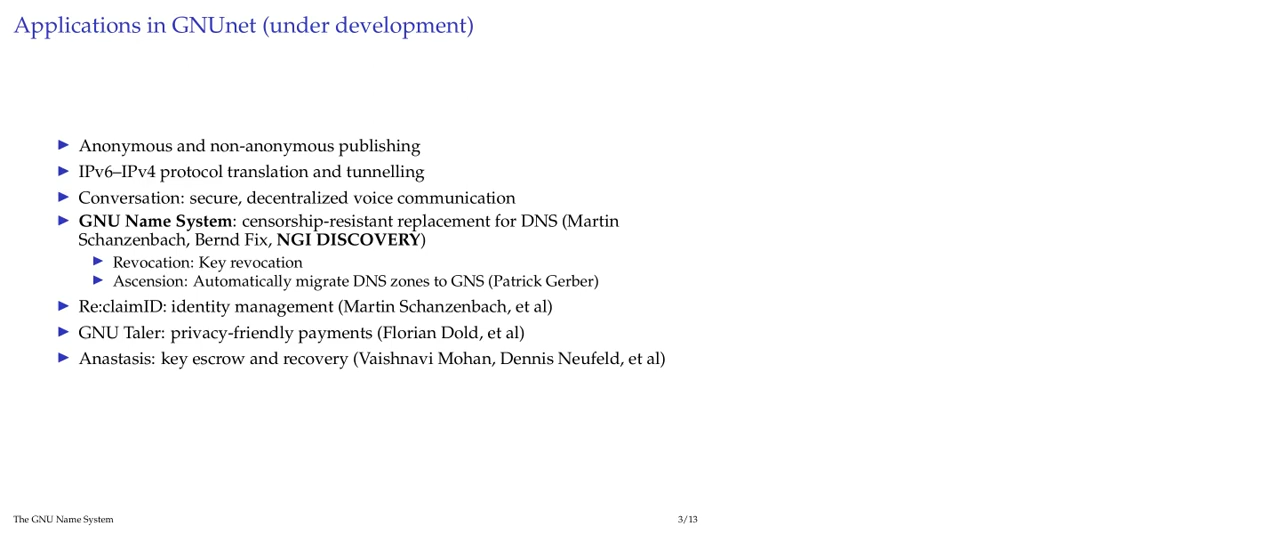 Applications in GNUnet (under development)
▶ Anonymous and non-anonymous publishing
▶ IPv6–IPv4 protocol translation and tunnelling
▶ Conversation: secure, decentralized voice communication
▶ GNU Name System: censorship-resistant replacement for DNS (Martin
Schanzenbach, Bernd Fix, NGI DISCOVERY)
▶ Revocation: Key revocation
▶ Ascension: Automatically migrate DNS zones to GNS (Patrick Gerber)
▶ Re:claimID: identity management (Martin Schanzenbach, et al)
▶ GNU Taler: privacy-friendly payments (Florian Dold, et al)
▶ Anastasis: key escrow and recovery (Vaishnavi Mohan, Dennis Neufeld, et al)
The GNU Name System 3/13